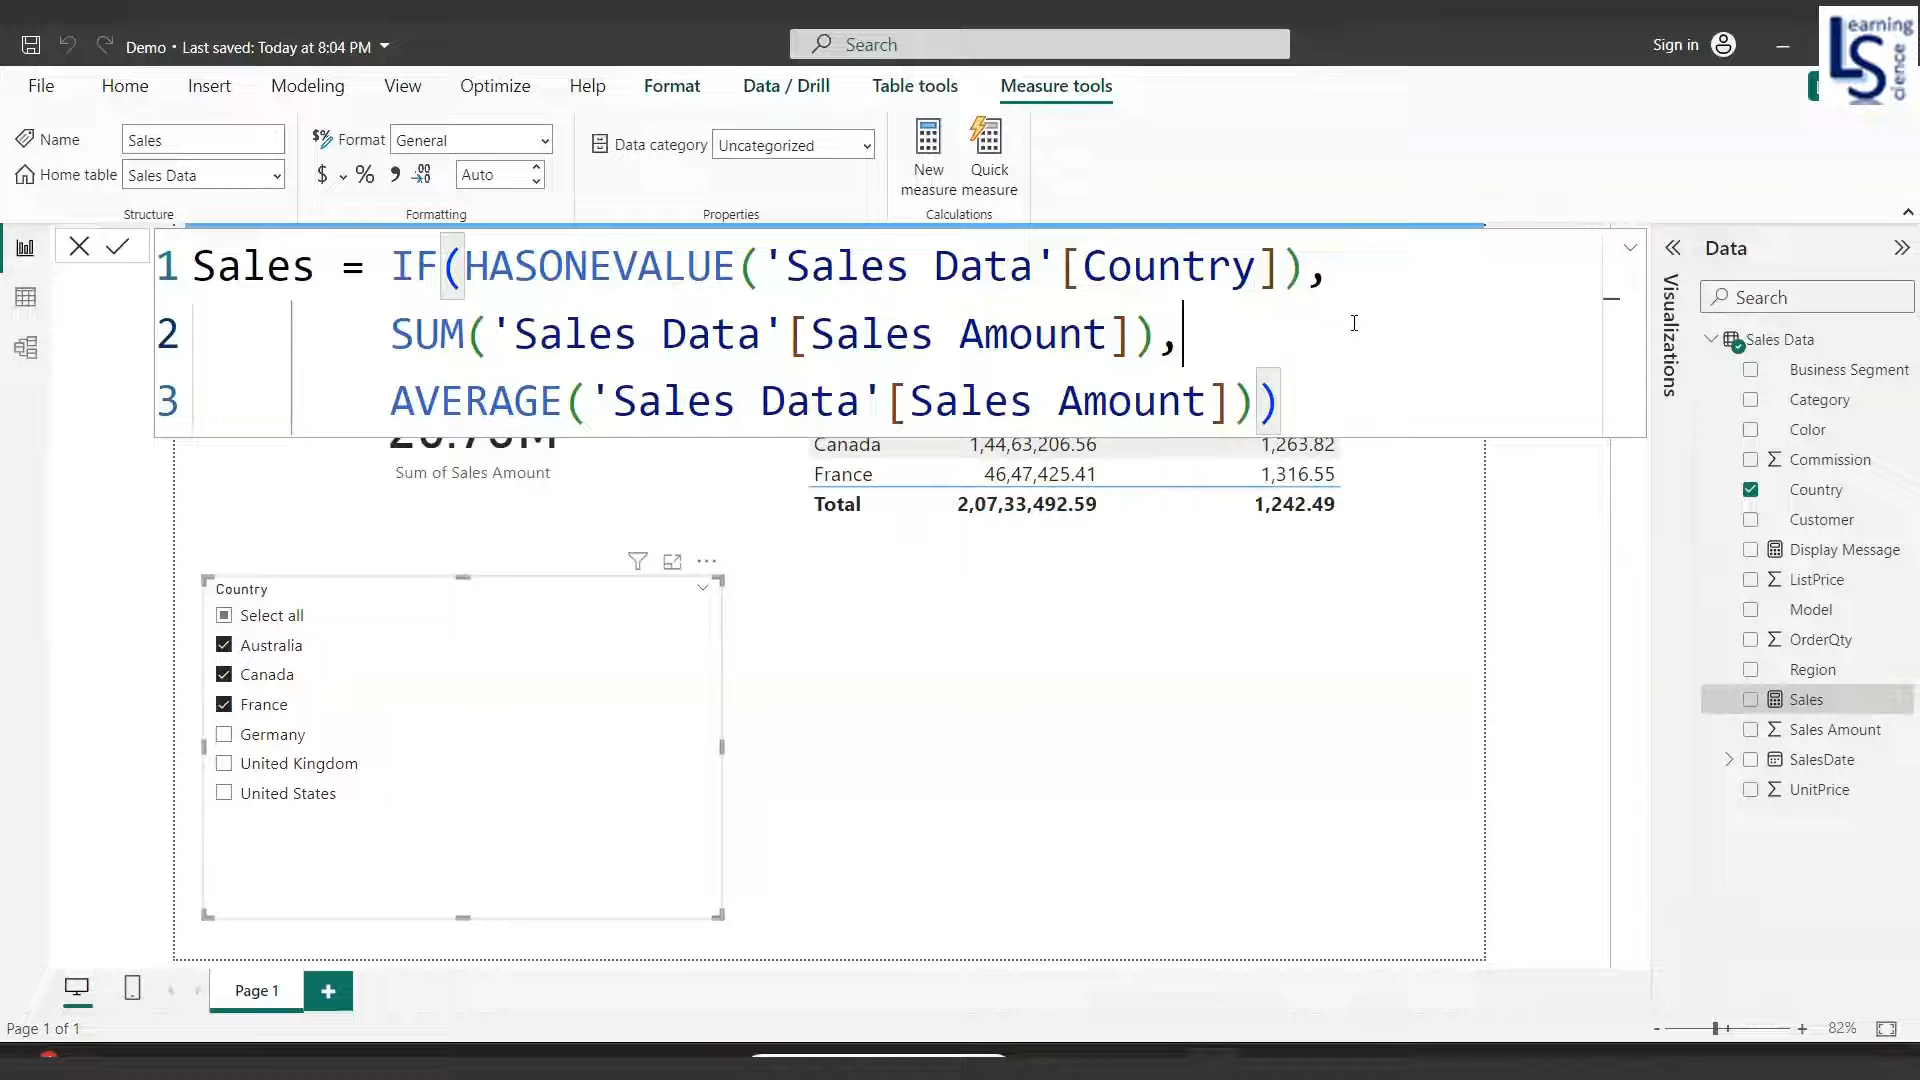 Demo • Last saved: Today at 8:04 PM
Search
Sign in
Learning
Science
File Home Insert Modeling View Optimize Help Format Data / Drill Table tools Measure tools
Name Sales
Home table Sales Data
Structure
Format General
$ % Auto
Formatting
Data category Uncategorized
Properties
New measure
Quick measure
Calculations
1 Sales = IF(HASONEVALUE('Sales Data'[Country]),
2 SUM('Sales Data'[Sales Amount]),
3 AVERAGE('Sales Data'[Sales Amount]))
Sum of Sales Amount
Canada 1,44,63,206.56 1,263.82
France 46,47,425.41 1,316.55
Total 2,07,33,492.59 1,242.49
Country
Select all
Australia
Canada
France
Germany
United Kingdom
United States
Visualizations
Data
Search
Sales Data
Business Segment
Category
Color
Commission
Country
Customer
Display Message
ListPrice
Model
OrderQty
Region
Sales
Sales Amount
SalesDate
UnitPrice
Page 1
Page 1 of 1
82%